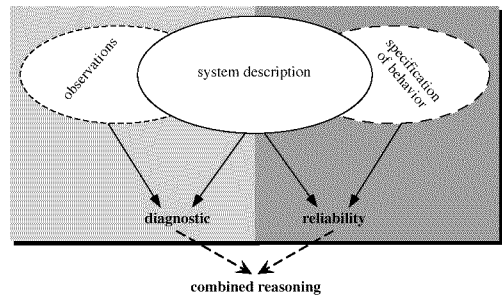 observations
system description
specification
of behavior
diagnostic
reliability
combined reasoning